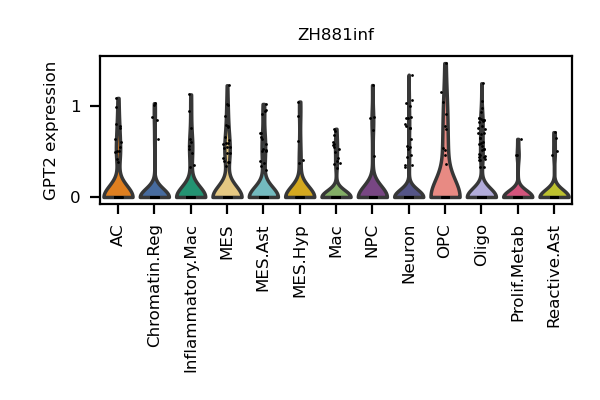 ZH881inf
GPT2 expression
1
0
AC
Chromatin.Reg
Inflammatory.Mac
MES
MES.Ast
MES.Hyp
Mac
NPC
Neuron
OPC
Oligo
Prolif.Metab
Reactive.Ast